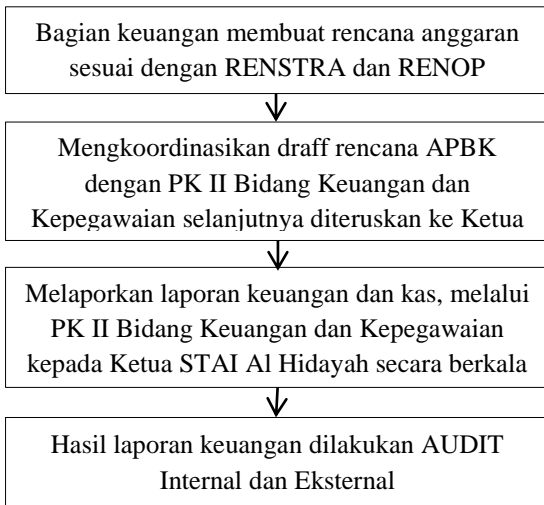 Bagian keuangan membuat rencana anggaran
sesuai dengan RENSTRA dan RENOP
Mengkoordinasikan draff rencana APBK
dengan PK II Bidang Keuangan dan
Kepegawaian selanjutnya diteruskan ke Ketua
Melaporkan laporan keuangan dan kas, melalui
PK II Bidang Keuangan dan Kepegawaian
kepada Ketua STAI Al Hidayah secara berkala
Hasil laporan keuangan dilakukan AUDIT
Internal dan Eksternal